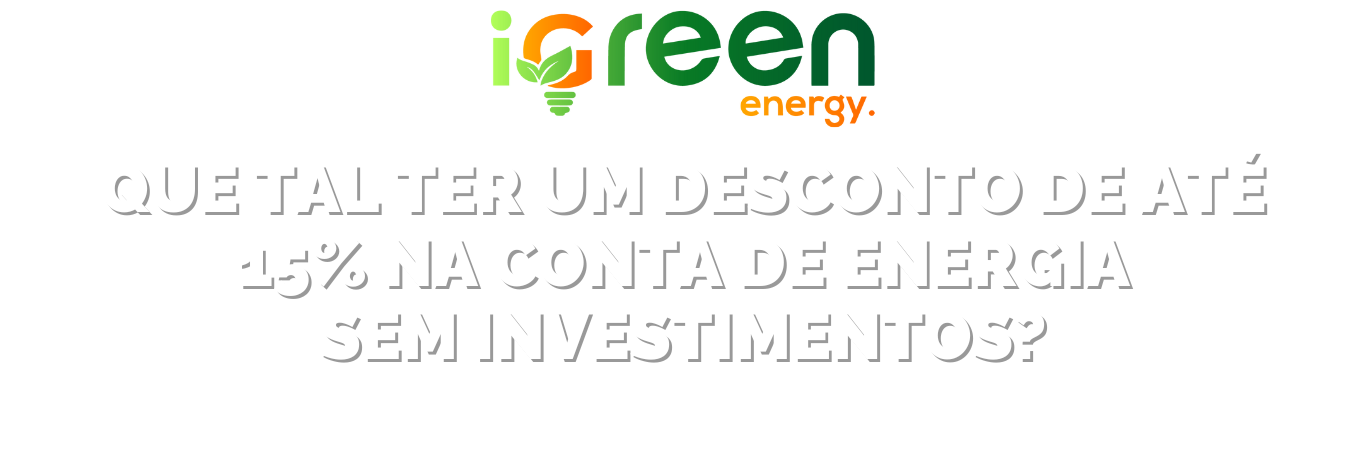 iGreen
energy.
QUE TAL TER UM DESCONTO DE ATÉ
15% NA CONTA DE ENERGIA
SEM INVESTIMENTOS?